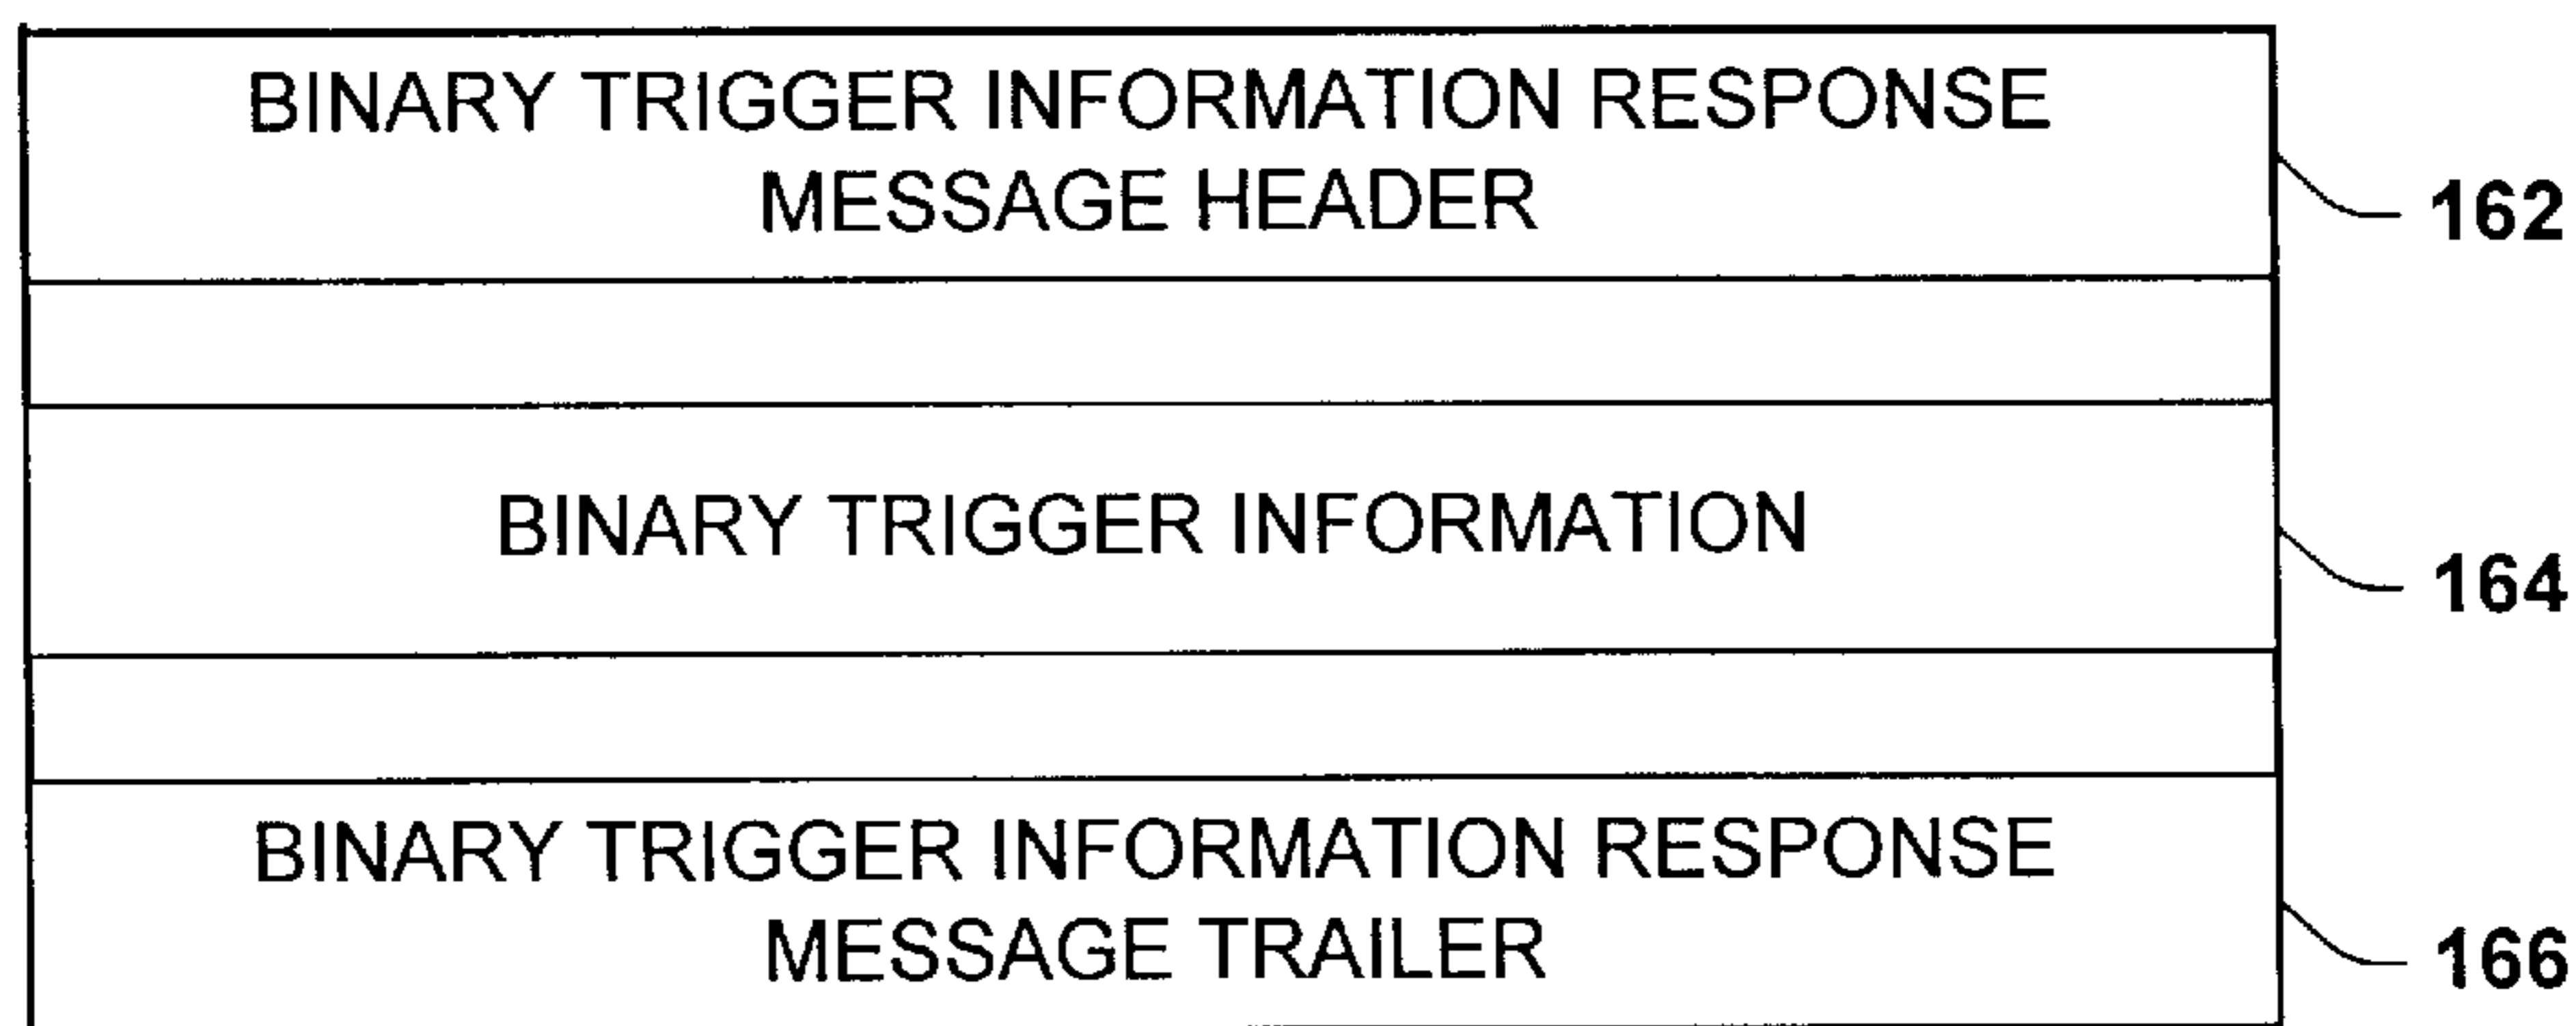 BINARY TRIGGER INFORMATION RESPONSE
MESSAGE HEADER
162
BINARY TRIGGER INFORMATION
164
BINARY TRIGGER INFORMATION RESPONSE
MESSAGE TRAILER
166